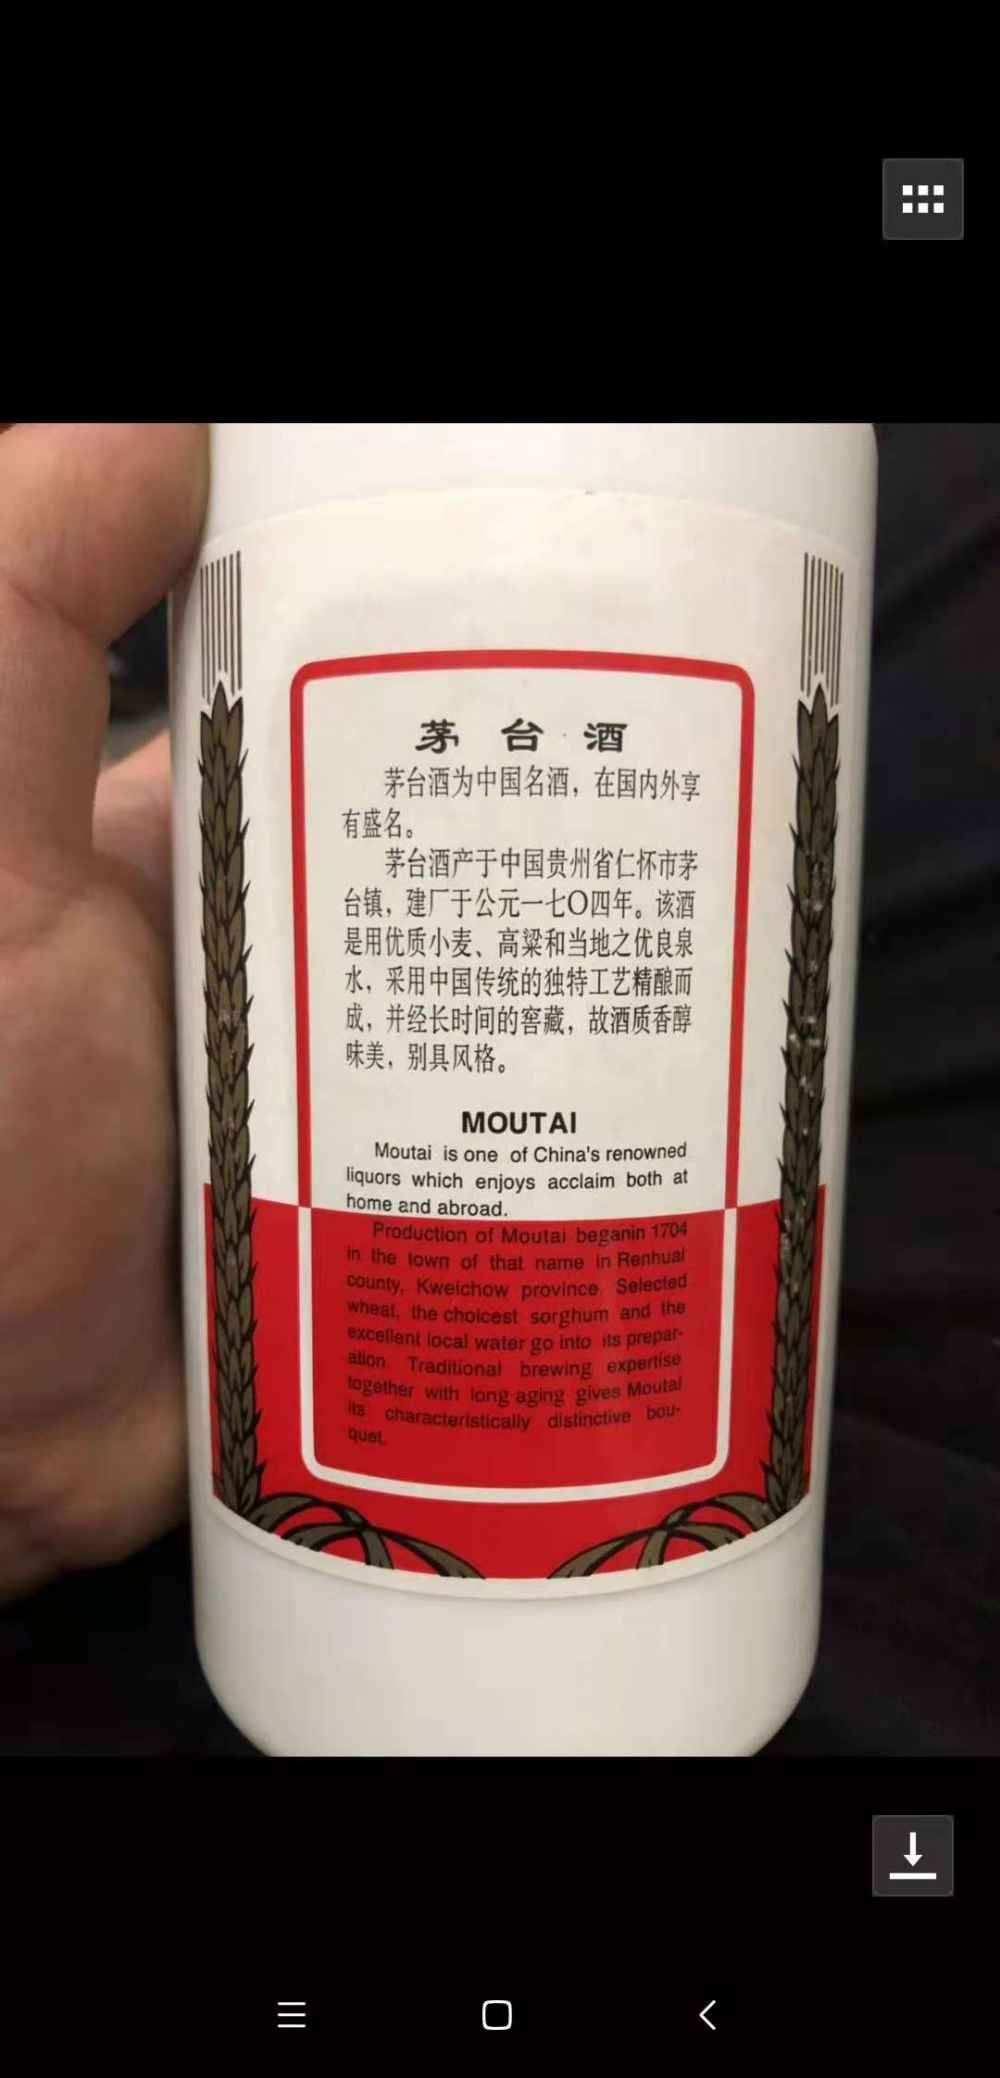 茅台酒
茅台酒为中国名酒，在国内外享
有盛名。
茅台酒产于中国贵州省仁怀市茅
台镇，建厂于公元一七〇四年。该酒
是用优质小麦、高粱和当地之优良泉
水，采用中国传统的独特工艺精酿而
成，并经长时间的窖藏，故酒质香醇
味美，别具风格。
MOUTAI
Moutai is one of China's renowned
liquors which enjoys acclaim both at
home and abroad.
Production of Moutai beganin 1704
in the town of that name in Renhuai
county, Kweichow province. Selected
wheat, the choicest sorghum and the
excellent local water go into its prepar-
ation. Traditional brewing expertise
together with long aging gives Moutai
its characteristically distinctive bou-
quet.